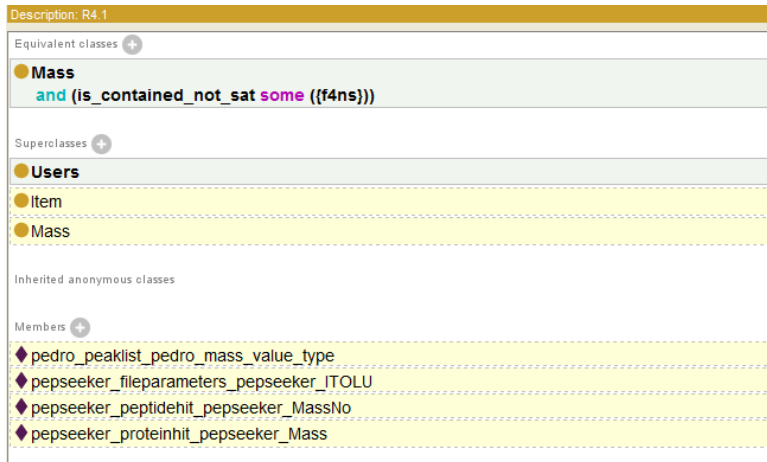 Description: R4.1
Equivalent classes
Mass
and (is_contained_not_sat some ({f4ns}))
Superclasses
Users
Item
Mass
Inherited anonymous classes
Members
pedro_peaklist_pedro_mass_value_type
pepseeker_fileparameters_pepseeker_ITOLU
pepseeker_peptidehit_pepseeker_MassNo
pepseeker_proteinhit_pepseeker_Mass